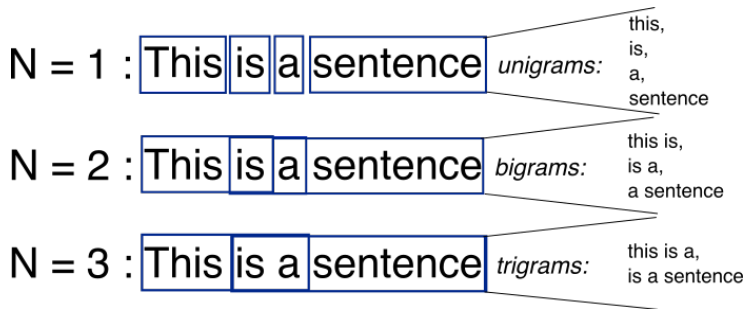 N = 1 : This is a sentence unigrams:
this,
is,
a,
sentence
N = 2 : This is a sentence bigrams:
this is,
is a,
a sentence
N = 3 : This is a sentence trigrams:
this is a,
is a sentence